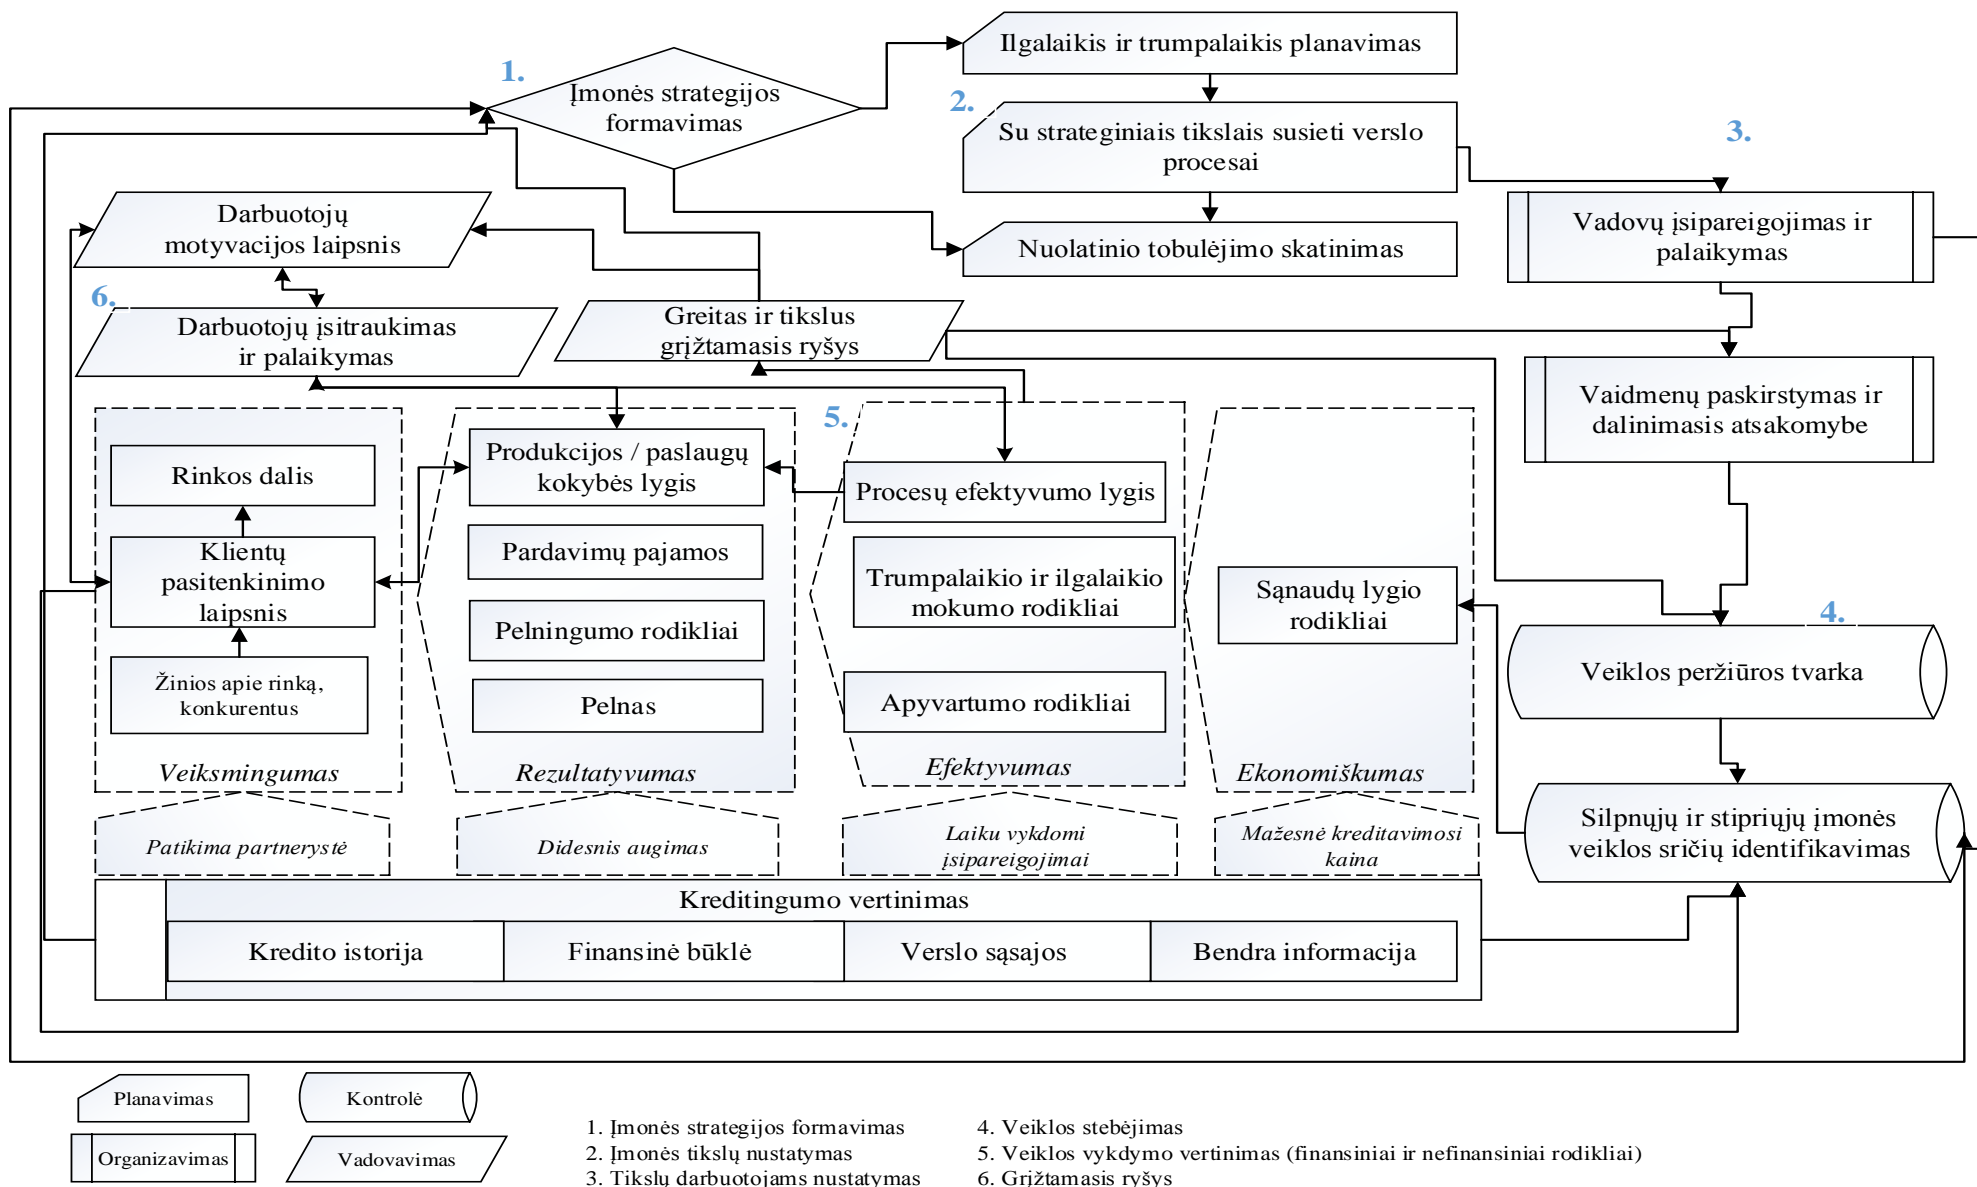 1.
Įmonės strategijos
formavimas
Ilgalaikis ir trumpalaikis planavimas
2.
Su strateginiais tikslais susieti verslo
procesai
Nuolatinio tobulėjimo skatinimas
3.
Vadovų įsipareigojimas ir
palaikymas
Darbuotojų
motyvacijos laipsnis
6.
Darbuotojų įsitraukimas
ir palaikymas
Greitas ir tikslus
grįžtamasis ryšys
Vaidmenų paskirstymas ir
dalinimasis atsakomybe
5.
Rinkos dalis
Klientų
pasitenkinimo
laipsnis
Žinios apie rinką,
konkurentus
Veiksmingumas
Produkcijos / paslaugų
kokybės lygis
Pardavimų pajamos
Pelningumo rodikliai
Pelnas
Rezultatyvumas
Procesų efektyvumo lygis
Trumpalaikio ir ilgalaikio
mokumo rodikliai
Apyvartumo rodikliai
Efektyvumas
Sąnaudų lygio
rodikliai
Ekonomiškumas
4.
Veiklos peržiūros tvarka
Silpnųjų ir stipriųjų įmonės
veiklos sričių identifikavimas
Patikima partnerystė
Didesnis augimas
Laiku vykdomi
įsipareigojimai
Mažesnė kreditavimosi
kaina
Kreditingumo vertinimas
Kredito istorija
Finansinė būklė
Verslo sąsajos
Bendra informacija
Planavimas
Kontrolė
Organizavimas
Vadovavimas
1. Įmonės strategijos formavimas
2. Įmonės tikslų nustatymas
3. Tikslų darbuotojams nustatymas
4. Veiklos stebėjimas
5. Veiklos vykdymo vertinimas (finansiniai ir nefinansiniai rodikliai)
6. Grįžtamasis ryšys